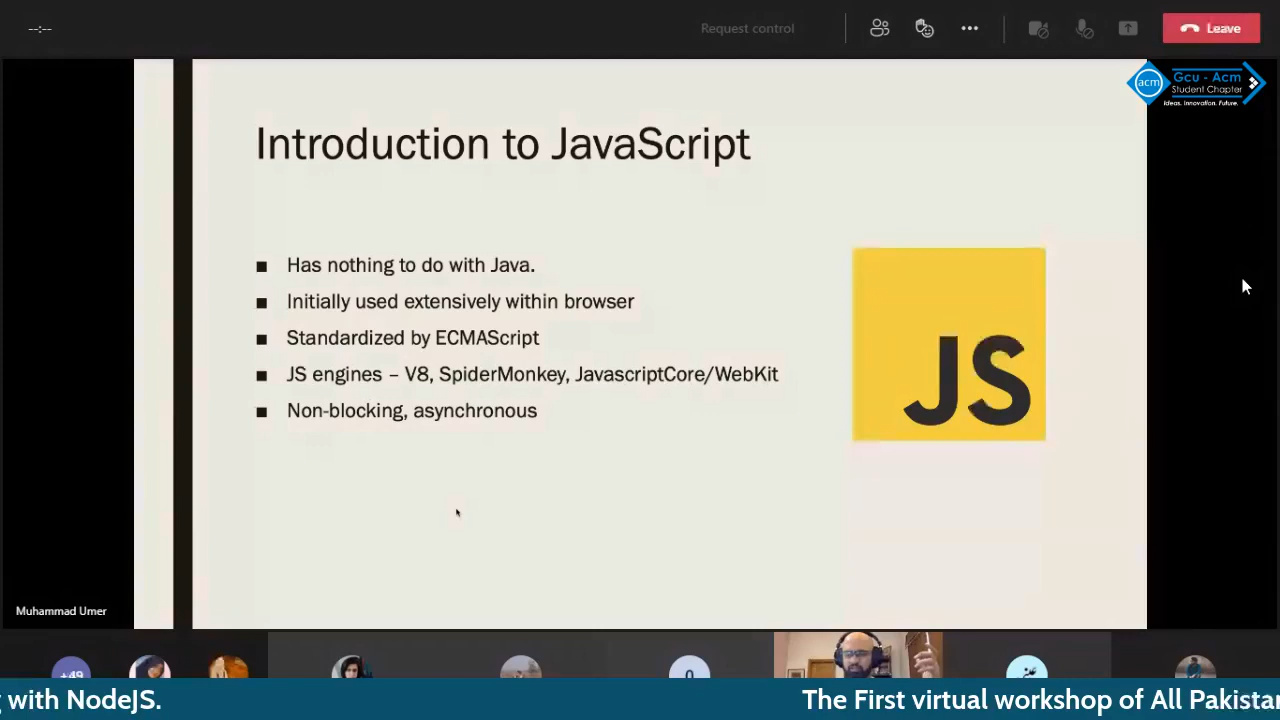 --:--
Request control
Leave
acm
Gcu - Acm
Student Chapter
Ideas. Innovation. Future.
Introduction to JavaScript
■ Has nothing to do with Java.
■ Initially used extensively within browser
■ Standardized by ECMAScript
■ JS engines – V8, SpiderMonkey, JavascriptCore/WebKit
■ Non-blocking, asynchronous
JS
Muhammad Umer
+49
with NodeJS.
The First virtual workshop of All Pakistan